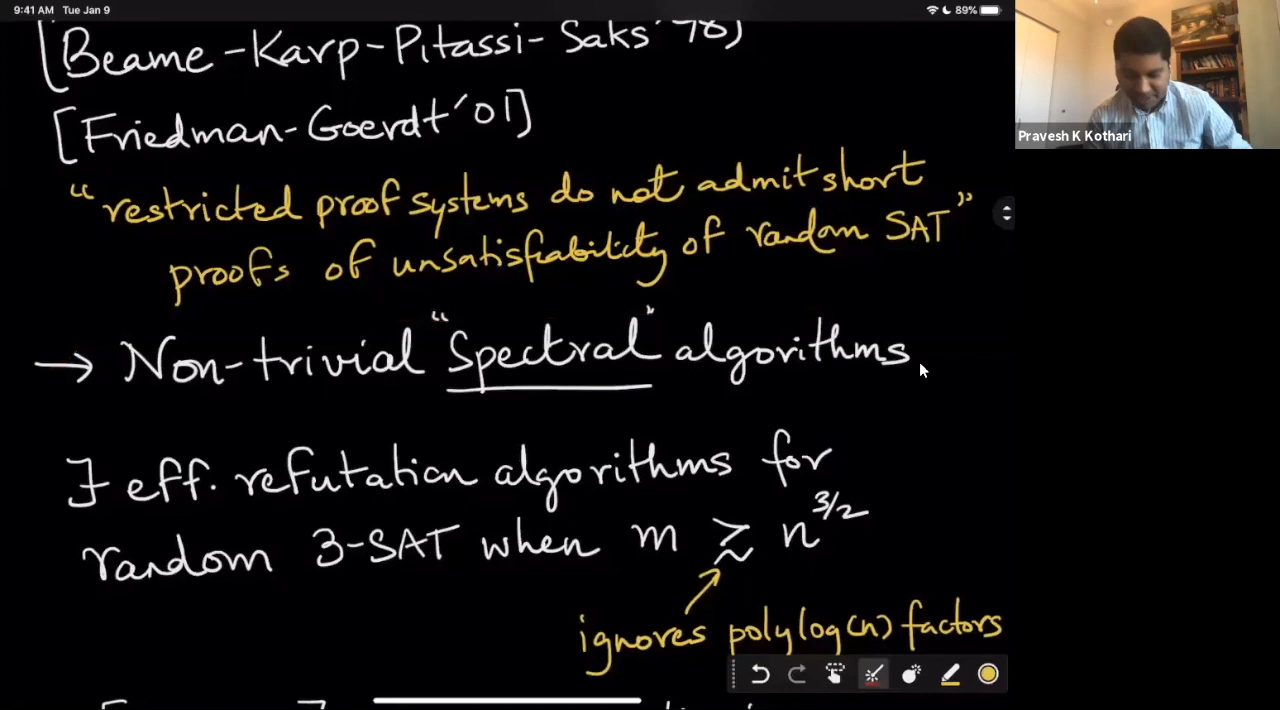 9:41 AM Tue Jan 9
89%
[Beame-Karp-Pitassi-Saks'98]
[Friedman-Goerdt'01]
"restricted proof systems do not admit short
proofs of unsatisfiability of random SAT"
→ Non-trivial "Spectral" algorithms
∃ eff. refutation algorithms for
random 3-SAT when m ≳ n^{3/2}
ignores polylog(n) factors
Pravesh K Kothari